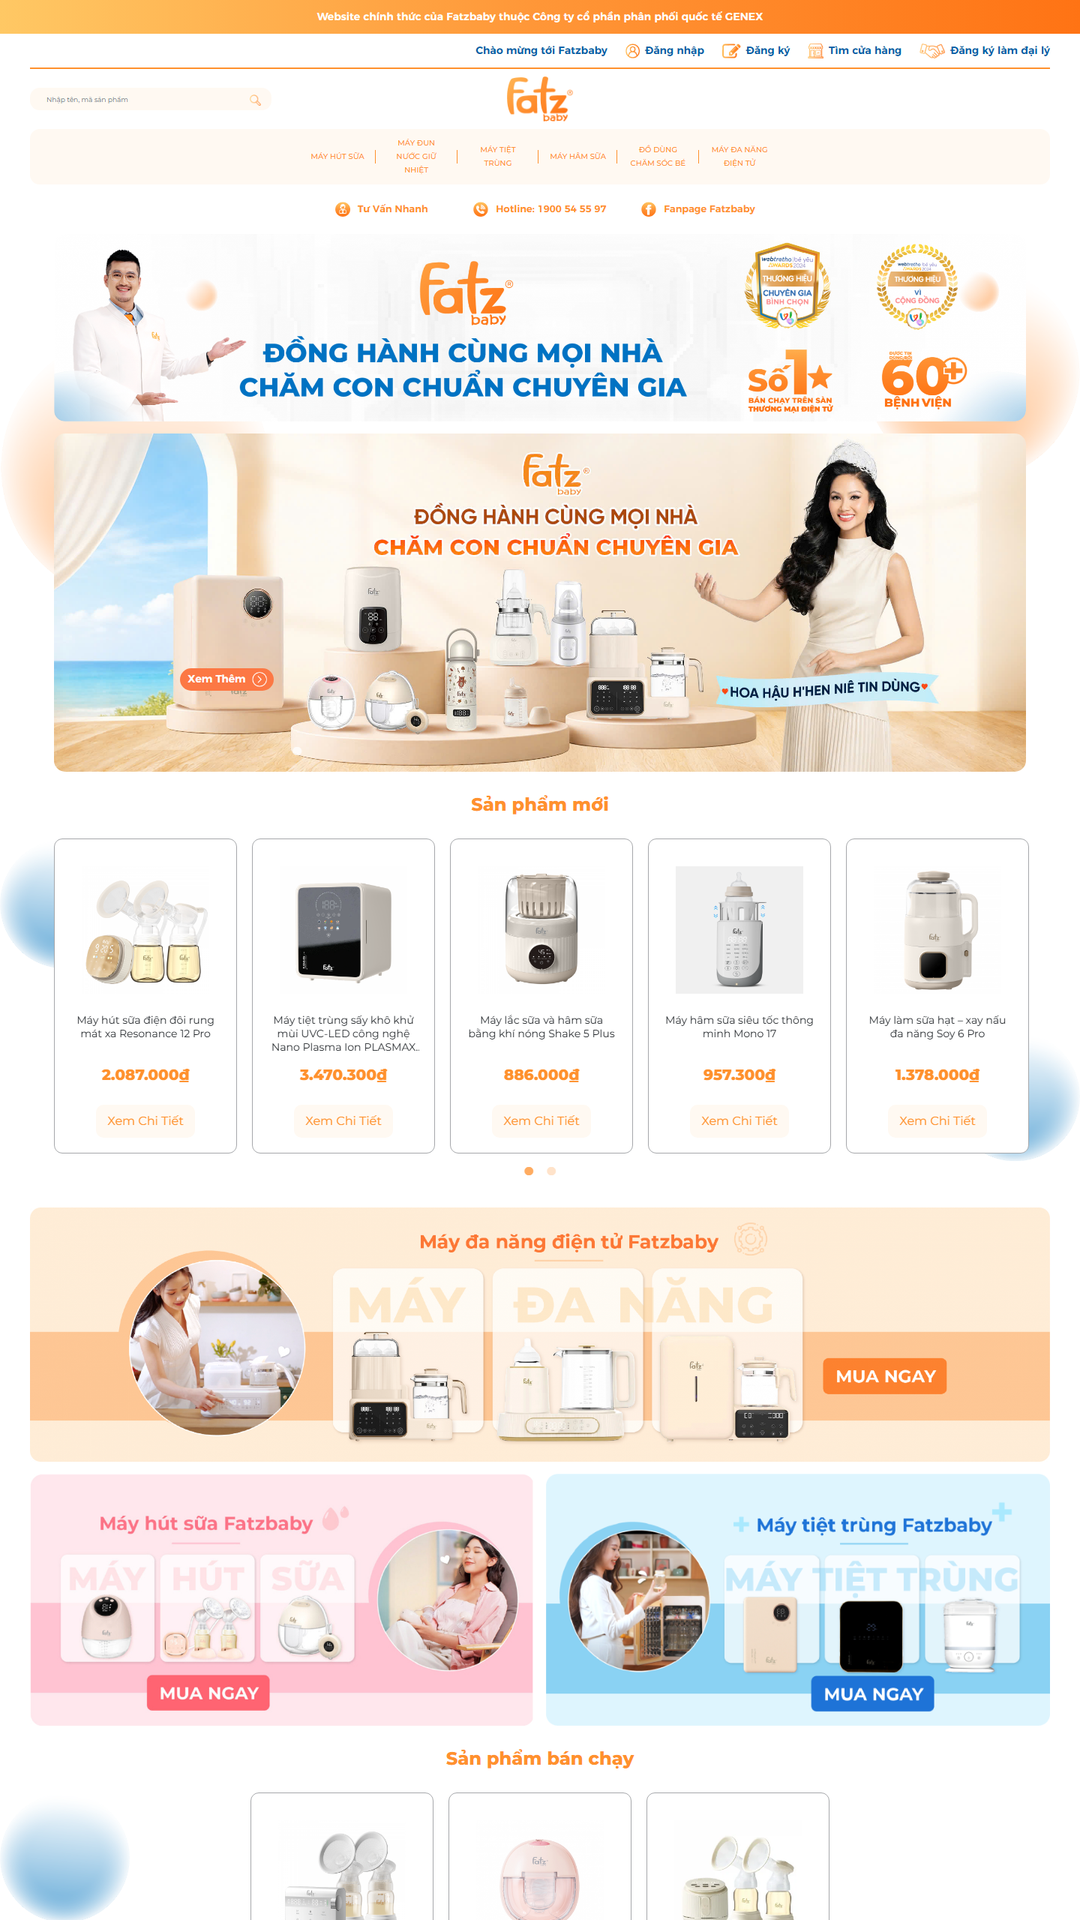 Website chính thức của Fatzbaby thuộc Công ty cổ phần phân phối quốc tế GENEX
Chào mừng tới Fatzbaby
Đăng nhập
Đăng ký
Tìm cửa hàng
Đăng ký làm đại lý
Nhập tên, mã sản phẩm
Fatz®
baby
MÁY HÚT SỮA
MÁY ĐUN NƯỚC GIỮ NHIỆT
MÁY TIỆT TRÙNG
MÁY HÂM SỮA
ĐỒ DÙNG CHĂM SÓC BÉ
MÁY ĐA NĂNG ĐIỆN TỬ
Tư Vấn Nhanh
Hotline: 1900 54 55 97
Fanpage Fatzbaby
Fatz®
baby
ĐỒNG HÀNH CÙNG MỌI NHÀ
CHĂM CON CHUẨN CHUYÊN GIA
webtretho bé yêu
AWARDS 2024
THƯƠNG HIỆU
CHUYÊN GIA
BÌNH CHỌN
webtretho bé yêu
AWARDS 2024
THƯƠNG HIỆU
VÌ
CỘNG ĐỒNG
Số 1
BÁN CHẠY TRÊN SÀN
THƯƠNG MẠI ĐIỆN TỬ
60+
BỆNH VIỆN
Fatz®
baby
ĐỒNG HÀNH CÙNG MỌI NHÀ
CHĂM CON CHUẨN CHUYÊN GIA
Xem Thêm
HOA HẬU H'HEN NIÊ TIN DÙNG
Sản phẩm mới
Máy hút sữa điện đôi rung
mát xa Resonance 12 Pro
2.087.000₫
Xem Chi Tiết
Máy tiệt trùng sấy khô khử
mùi UVC-LED công nghệ
Nano Plasma Ion PLASMAX..
3.470.300₫
Xem Chi Tiết
Máy lắc sữa và hâm sữa
bằng khí nóng Shake 5 Plus
886.000₫
Xem Chi Tiết
Máy hâm sữa siêu tốc thông
minh Mono 17
957.300₫
Xem Chi Tiết
Máy làm sữa hạt – xay nấu
đa năng Soy 6 Pro
1.378.000₫
Xem Chi Tiết
Máy đa năng điện tử Fatzbaby
MÁY ĐA NĂNG
MUA NGAY
Máy hút sữa Fatzbaby
MÁY HÚT SỮA
MUA NGAY
Máy tiệt trùng Fatzbaby
MÁY TIỆT TRÙNG
MUA NGAY
Sản phẩm bán chạy